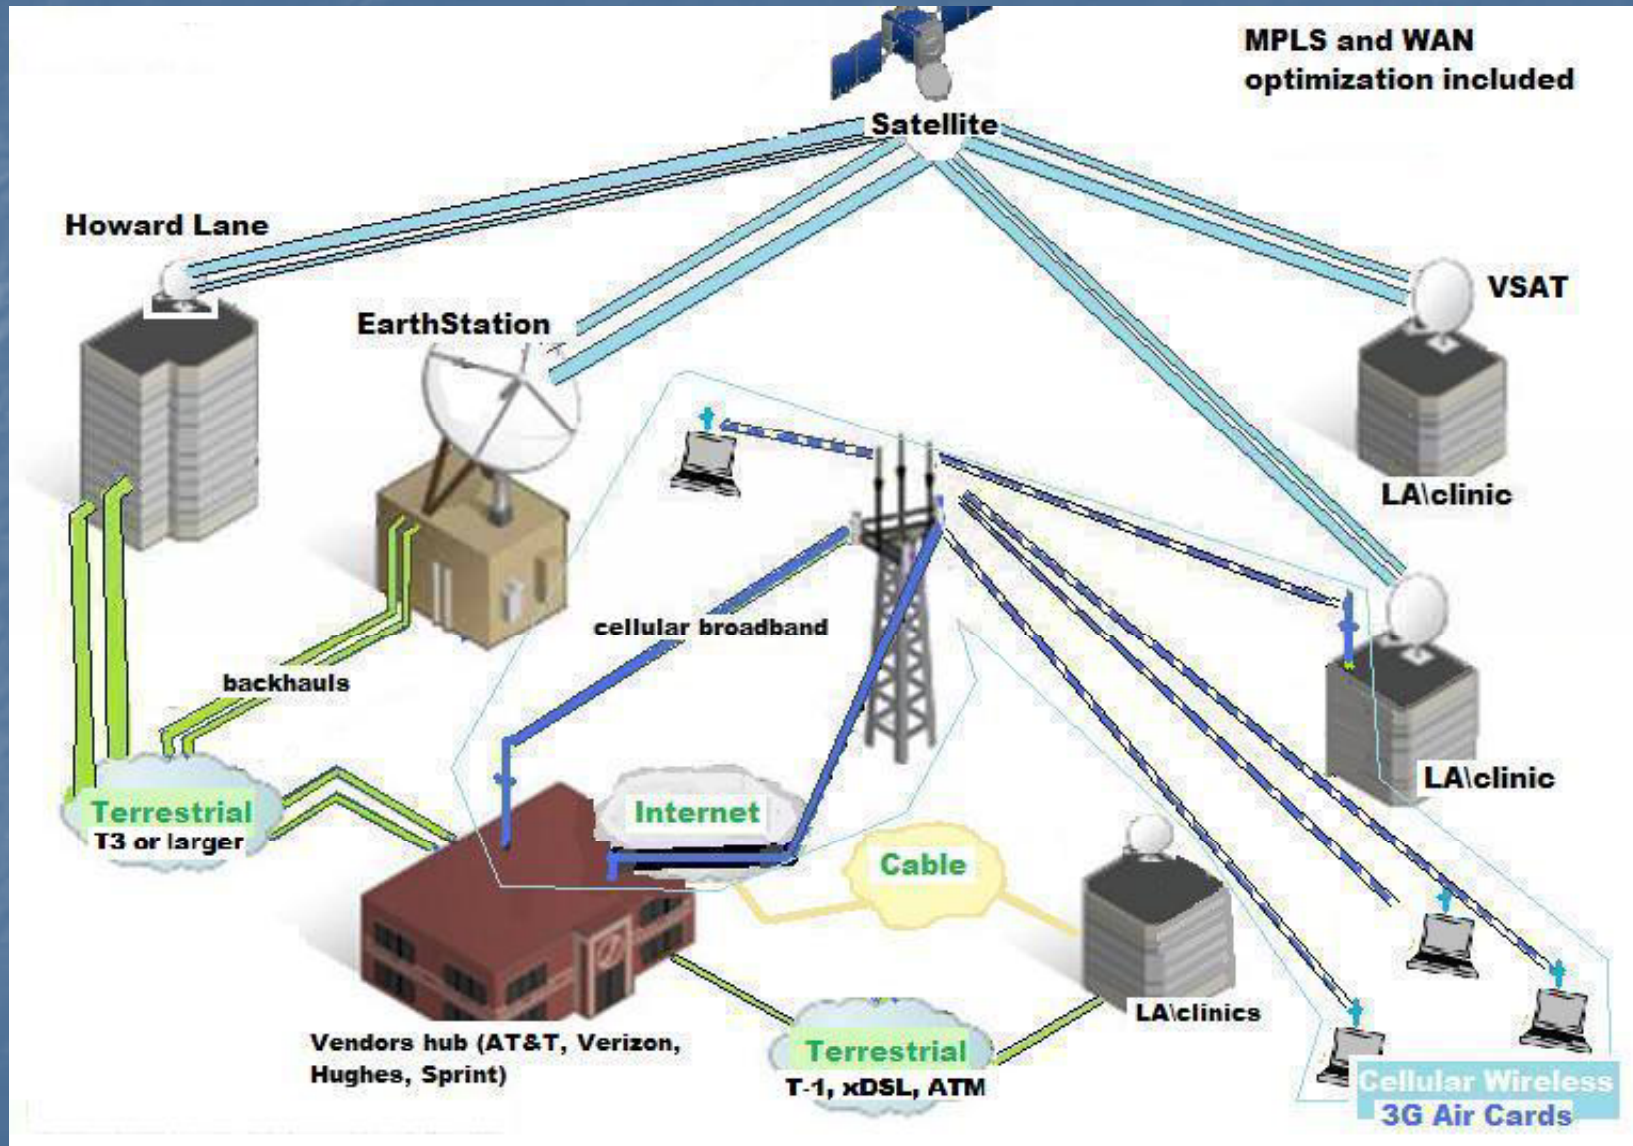 MPLS and WAN
optimization included
Satellite
Howard Lane
VSAT
EarthStation
LA\clinic
cellular broadband
backhauls
LA\clinic
Terrestrial
T3 or larger
Internet
Cable
LA\clinics
Vendors hub (AT&T, Verizon,
Hughes, Sprint)
Terrestrial
T-1, xDSL, ATM
Cellular Wireless
3G Air Cards